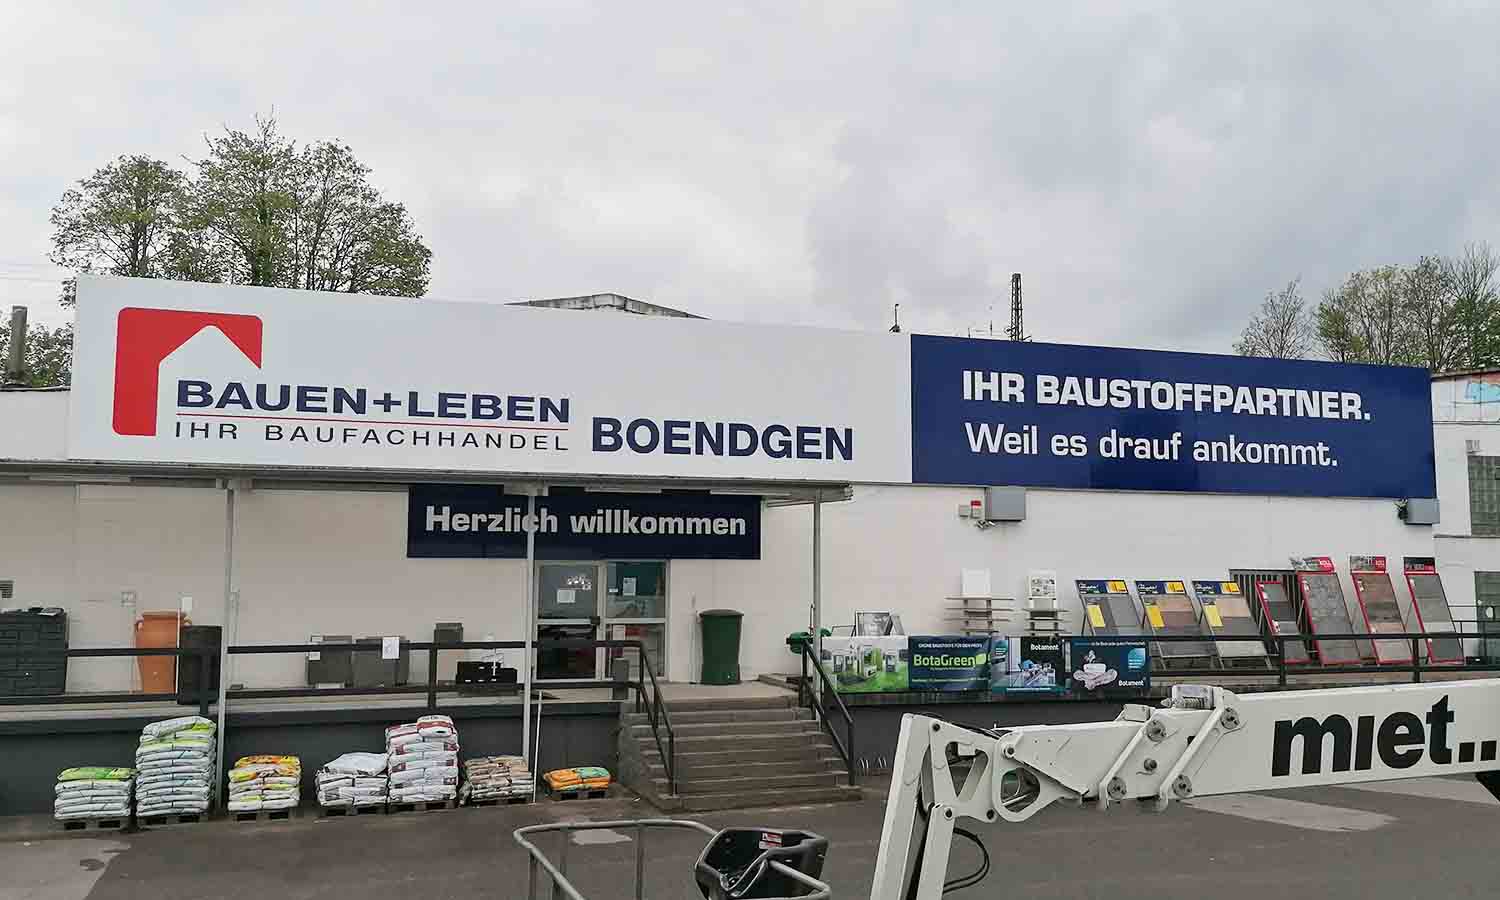 BAUEN+LEBEN
IHR BAUFACHHANDEL
BOENDGEN
IHR BAUSTOFFPARTNER.
Weil es drauf ankommt.
Herzlich willkommen
BotaGreen
Botament
Botament
miet..